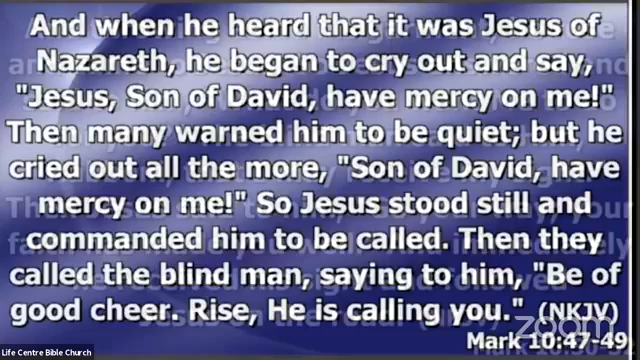 And when he heard that it was Jesus of
Nazareth, he began to cry out and say,
"Jesus, Son of David, have mercy on me!"
Then many warned him to be quiet; but he
cried out all the more, "Son of David, have
mercy on me!" So Jesus stood still and
commanded him to be called. Then they
called the blind man, saying to him, "Be of
good cheer. Rise, He is calling you." (NKJV)
zoom
Mark 10:47-49
Life Centre Bible Church